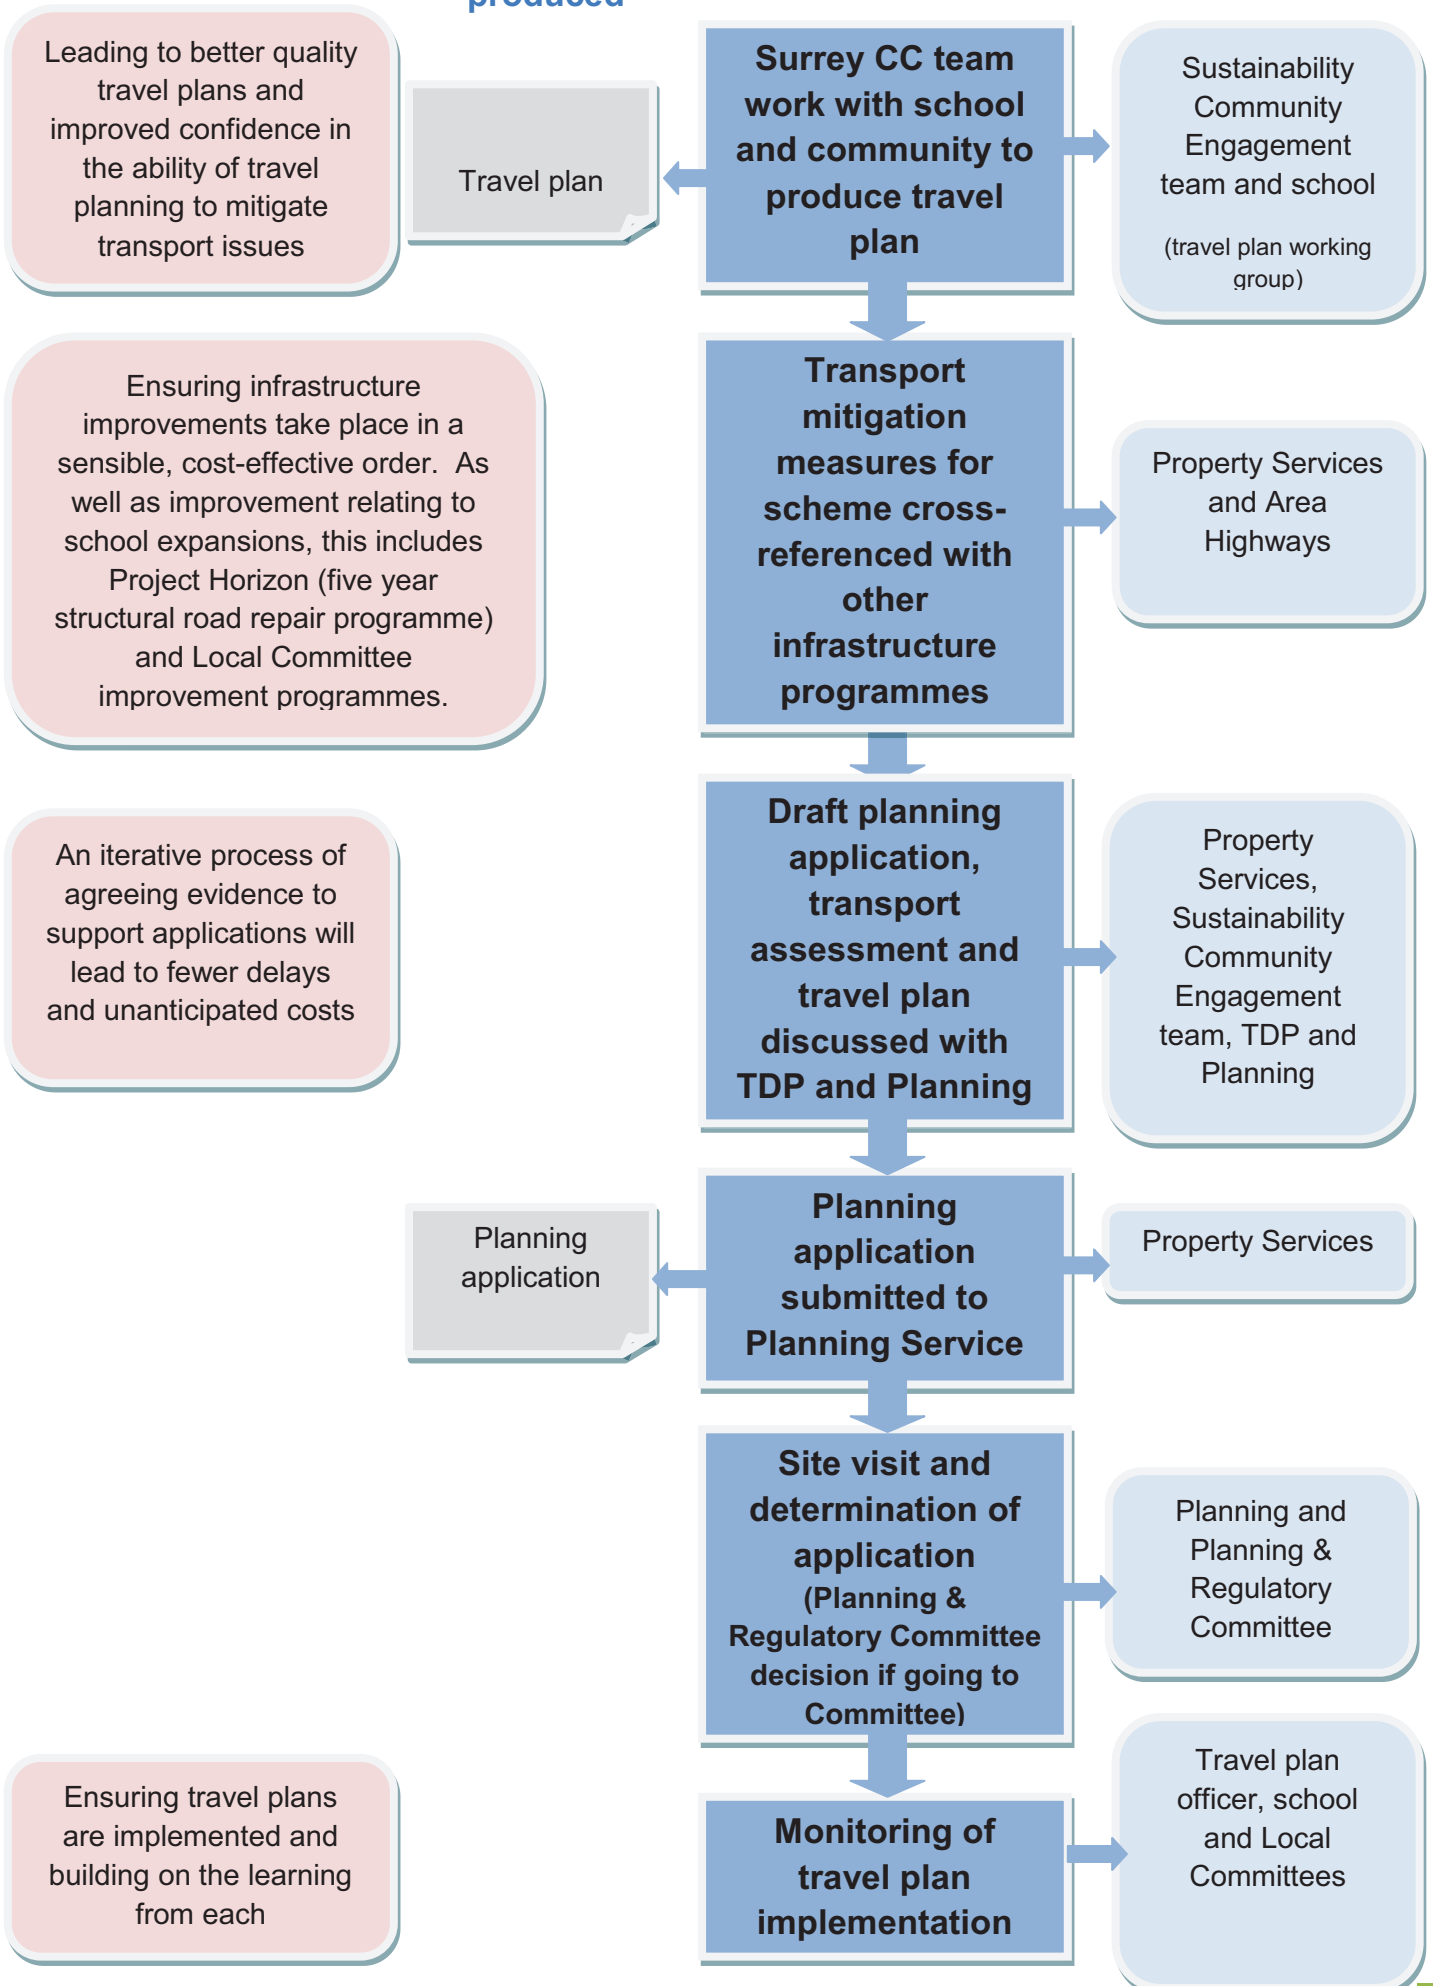 produced
Leading to better quality
travel plans and
improved confidence in
the ability of travel
planning to mitigate
transport issues
Travel plan
Surrey CC team
work with school
and community to
produce travel
plan
Sustainability
Community
Engagement
team and school
(travel plan working
group)
Ensuring infrastructure
improvements take place in a
sensible, cost-effective order.  As
well as improvement relating to
school expansions, this includes
Project Horizon (five year
structural road repair programme)
and Local Committee
improvement programmes.
Transport
mitigation
measures for
scheme cross-
referenced with
other
infrastructure
programmes
Property Services
and Area
Highways
An iterative process of
agreeing evidence to
support applications will
lead to fewer delays
and unanticipated costs
Draft planning
application,
transport
assessment and
travel plan
discussed with
TDP and Planning
Property
Services,
Sustainability
Community
Engagement
team, TDP and
Planning
Planning
application
Planning
application
submitted to
Planning Service
Property Services
Site visit and
determination of
application
(Planning &
Regulatory Committee
decision if going to
Committee)
Planning and
Planning &
Regulatory
Committee
Ensuring travel plans
are implemented and
building on the learning
from each
Monitoring of
travel plan
implementation
Travel plan
officer, school
and Local
Committees